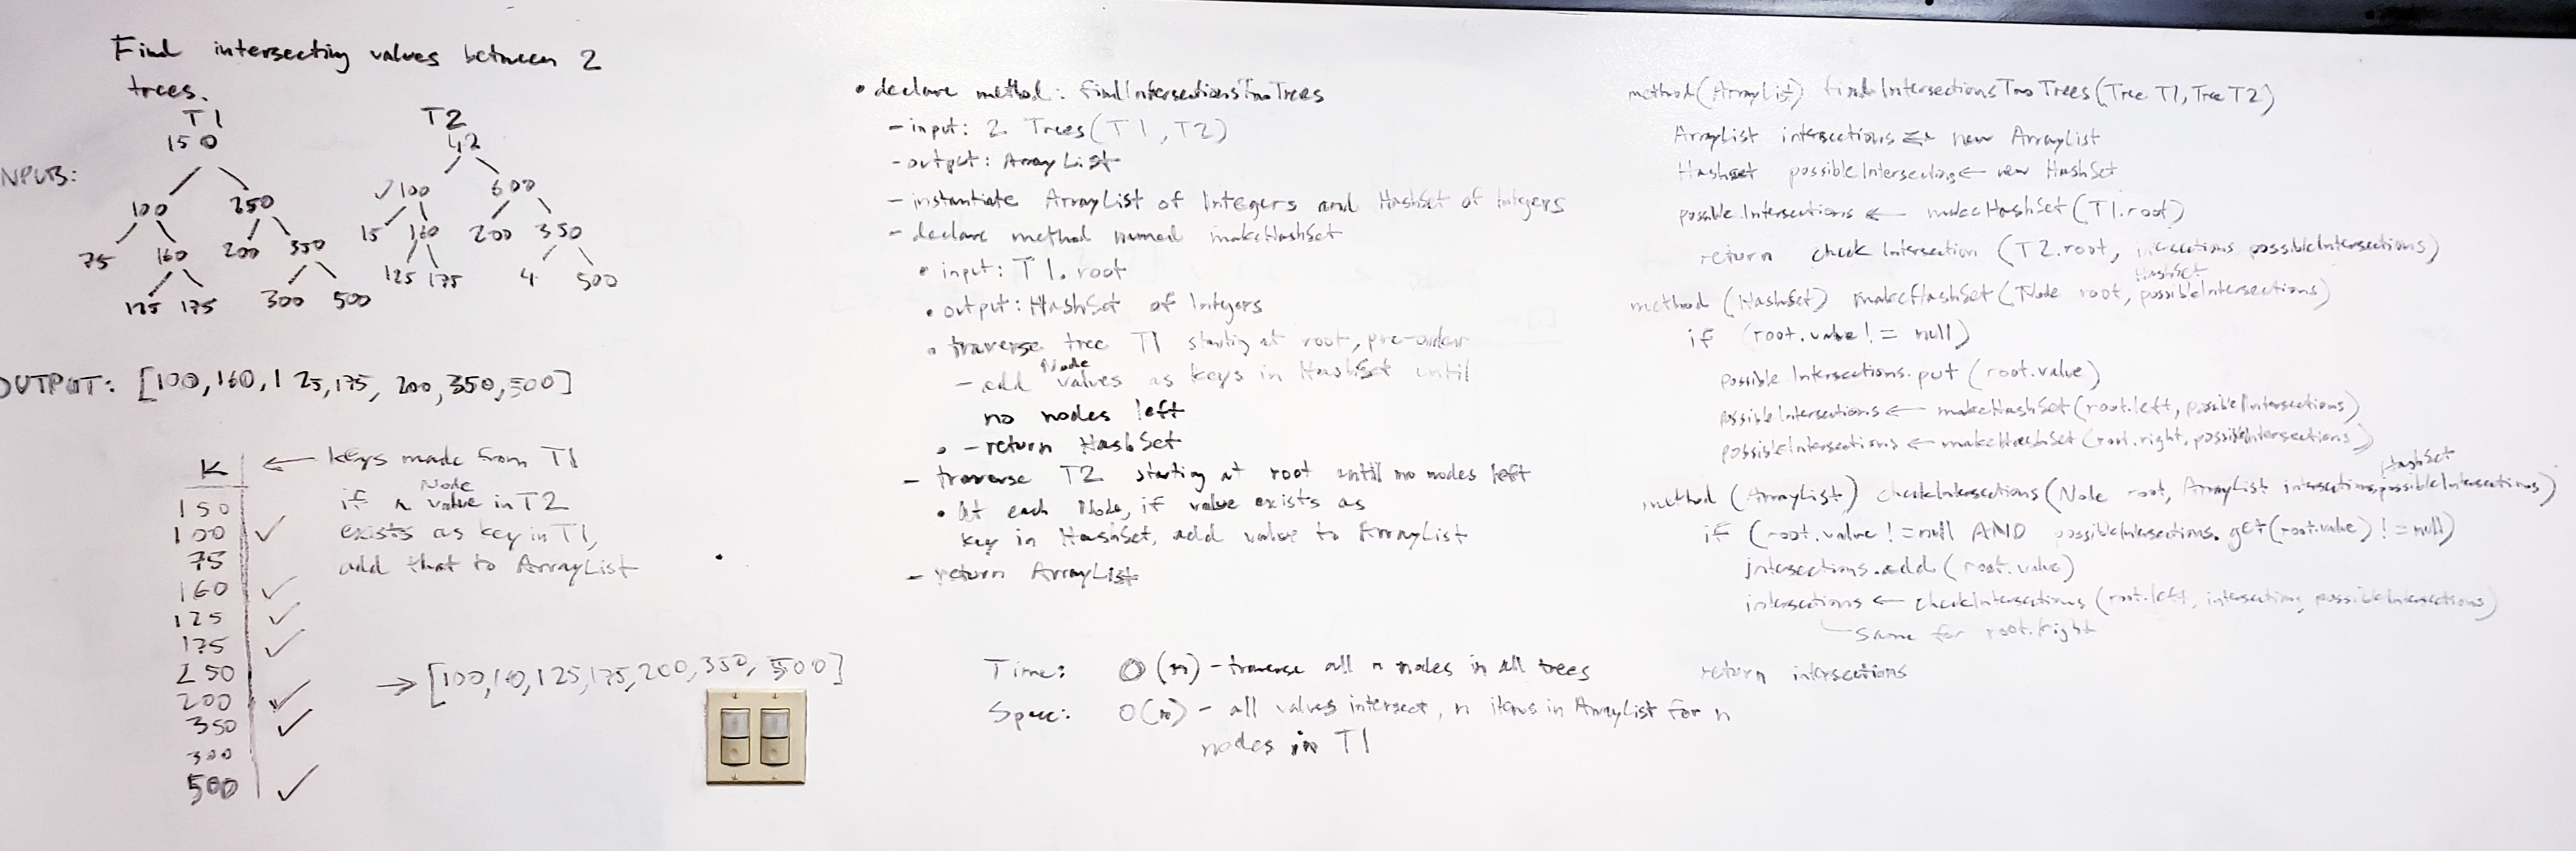 Find intersecting values between 2
trees.
T1
150
100 250
75 160 200 350
125 175 300 500
T2
42
100 600
15 160 200 350
125 175 4 500
NPUTS:
OUTPUT: [100,160,125,175, 200,350,500]
K ← keys made from T1
Node
if a value in T2
exists as key in T1,
add that to ArrayList
150
100 ✓
75
160 ✓
125 ✓
175 ✓
250
200 ✓
350 ✓
300
500 ✓
→ [100,160,125,175,200,350, 500]
• declare method: findIntersectionsTwoTrees
- input: 2 Trees (T1, T2)
- output: ArrayList
- instantiate ArrayList of Integers and HashSet of Integers
- declare method named makeHashSet
• input: T1.root
• output: HashSet of Integers
• traverse tree T1 starting at root, pre-order
Node
- add values as keys in HashSet until
no nodes left
• - return HashSet
- traverse T2 starting at root until no nodes left
• At each Node, if value exists as
key in HashSet, add value to ArrayList
- return ArrayList
Time: O(n) - traverse all n nodes in all trees
Space: O(n) - all values intersect, n items in ArrayList for n
nodes in T1
method (ArrayList) findIntersectionsTwoTrees (Tree T1, Tree T2)
ArrayList intersections ← new ArrayList
Hashset possibleIntersections ← new HashSet
possibleIntersections ← makeHashSet (T1.root)
return checkIntersection (T2.root, intersections, possibleIntersections)
HashSet
method (HashSet) makeHashSet (Node root, possibleIntersections)
if (root.value != null)
possibleIntersections.put (root.value)
possibleIntersections ← makeHashSet (root.left, possibleIntersections)
possibleIntersections ← makeHashSet (root.right, possibleIntersections)
HashSet
method (ArrayList) checkIntersections (Node root, ArrayList intersections, possibleIntersections)
if (root.value != null AND possibleIntersections.get(root.value) != null)
intersections.add (root.value)
intersections ← checkIntersections (root.left, intersections, possibleIntersections)
same for root.right
return intersections